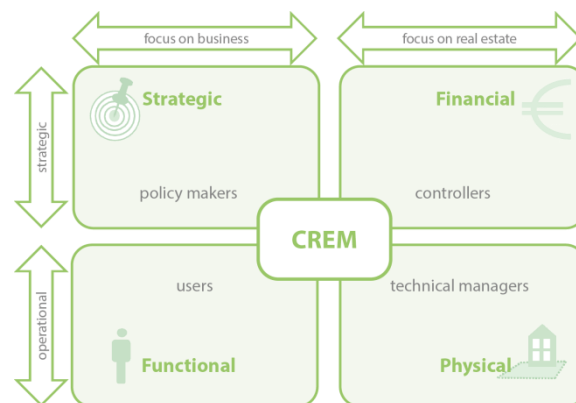 focus on business
focus on real estate
strategic
Strategic
Financial
policy makers
controllers
CREM
operational
users
technical managers
Functional
Physical